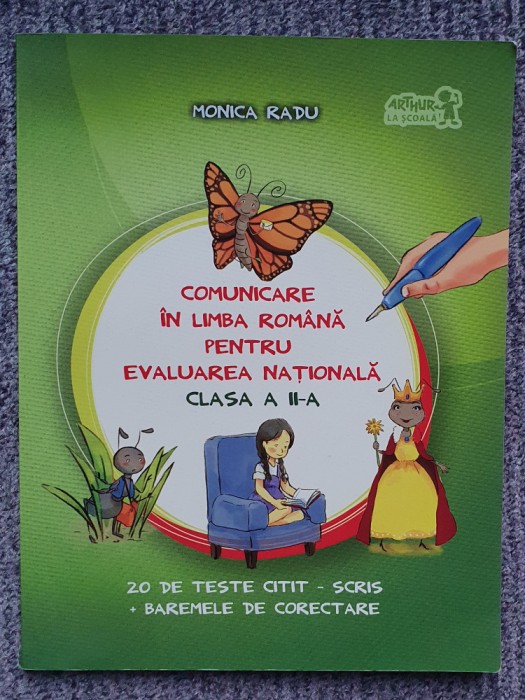 MONICA RADU
ARTHUR
LA ȘCOALĂ
COMUNICARE
ÎN LIMBA ROMÂNĂ
PENTRU
EVALUAREA NAȚIONALĂ
CLASA A II-A
20 DE TESTE CITIT - SCRIS
+ BAREMELE DE CORECTARE